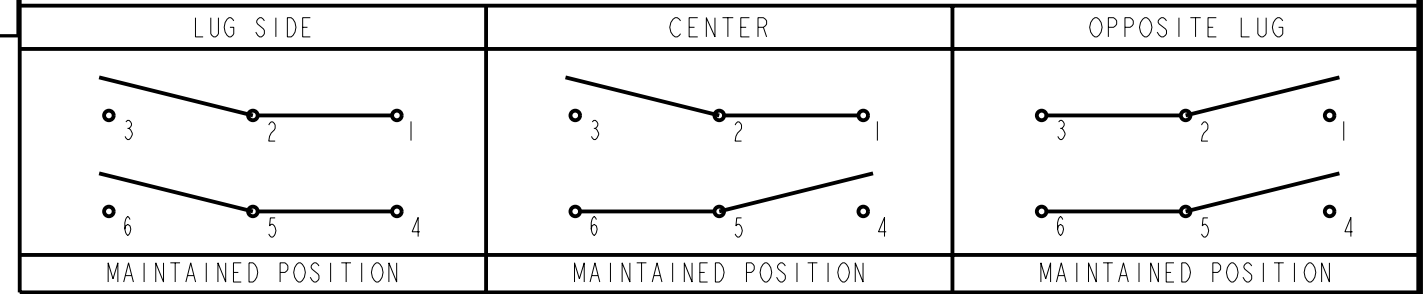 LUG SIDE
CENTER
OPPOSITE LUG
3 2 1
6 5 4
3 2 1
6 5 4
3 2 1
6 5 4
MAINTAINED POSITION
MAINTAINED POSITION
MAINTAINED POSITION